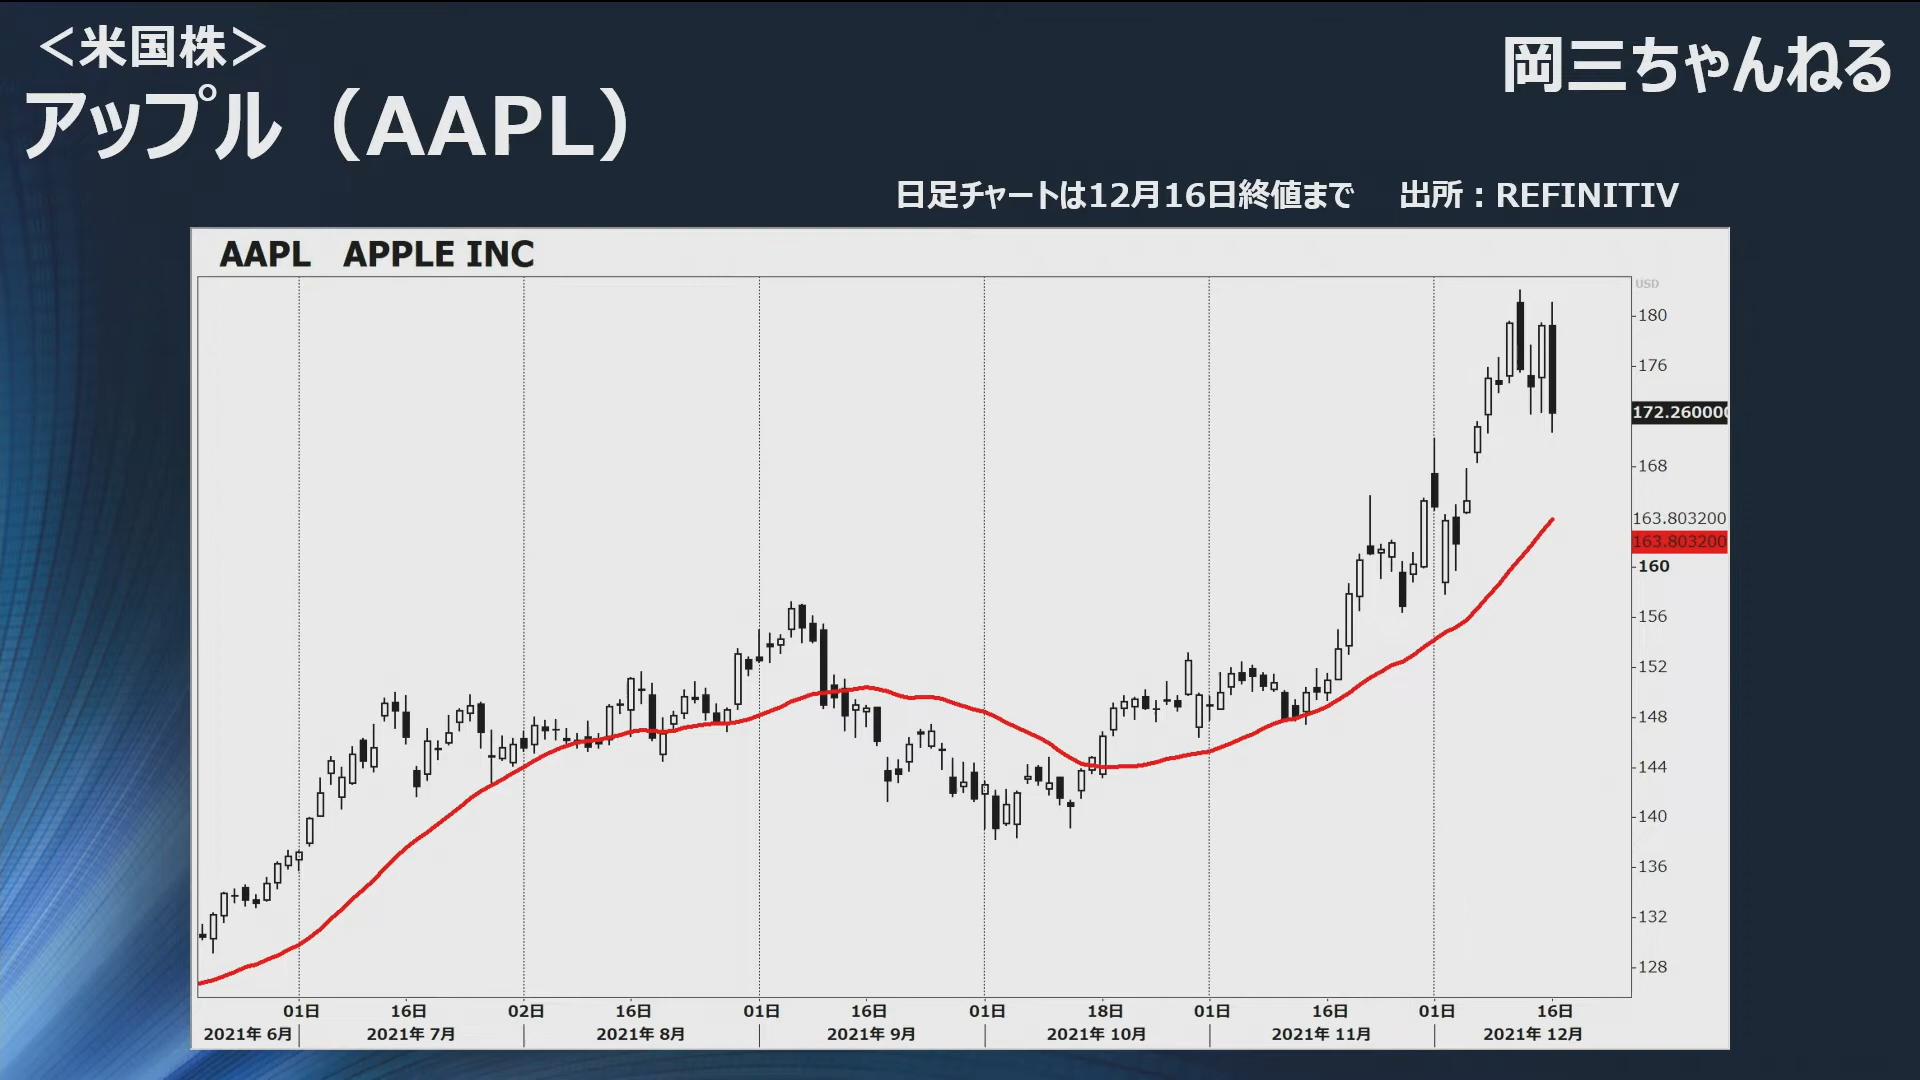 ＜米国株＞
岡三ちゃんねる
アップル（AAPL）
日足チャートは12月16日終値まで 出所：REFINITIV
AAPL APPLE INC
USD
180
176
172.260000
168
163.803200
163.803200
160
156
152
148
144
140
136
132
128
01日 16日 02日 16日 01日 16日 01日 18日 01日 16日 01日 16日
2021年 6月 2021年 7月 2021年 8月 2021年 9月 2021年 10月 2021年 11月 2021年 12月